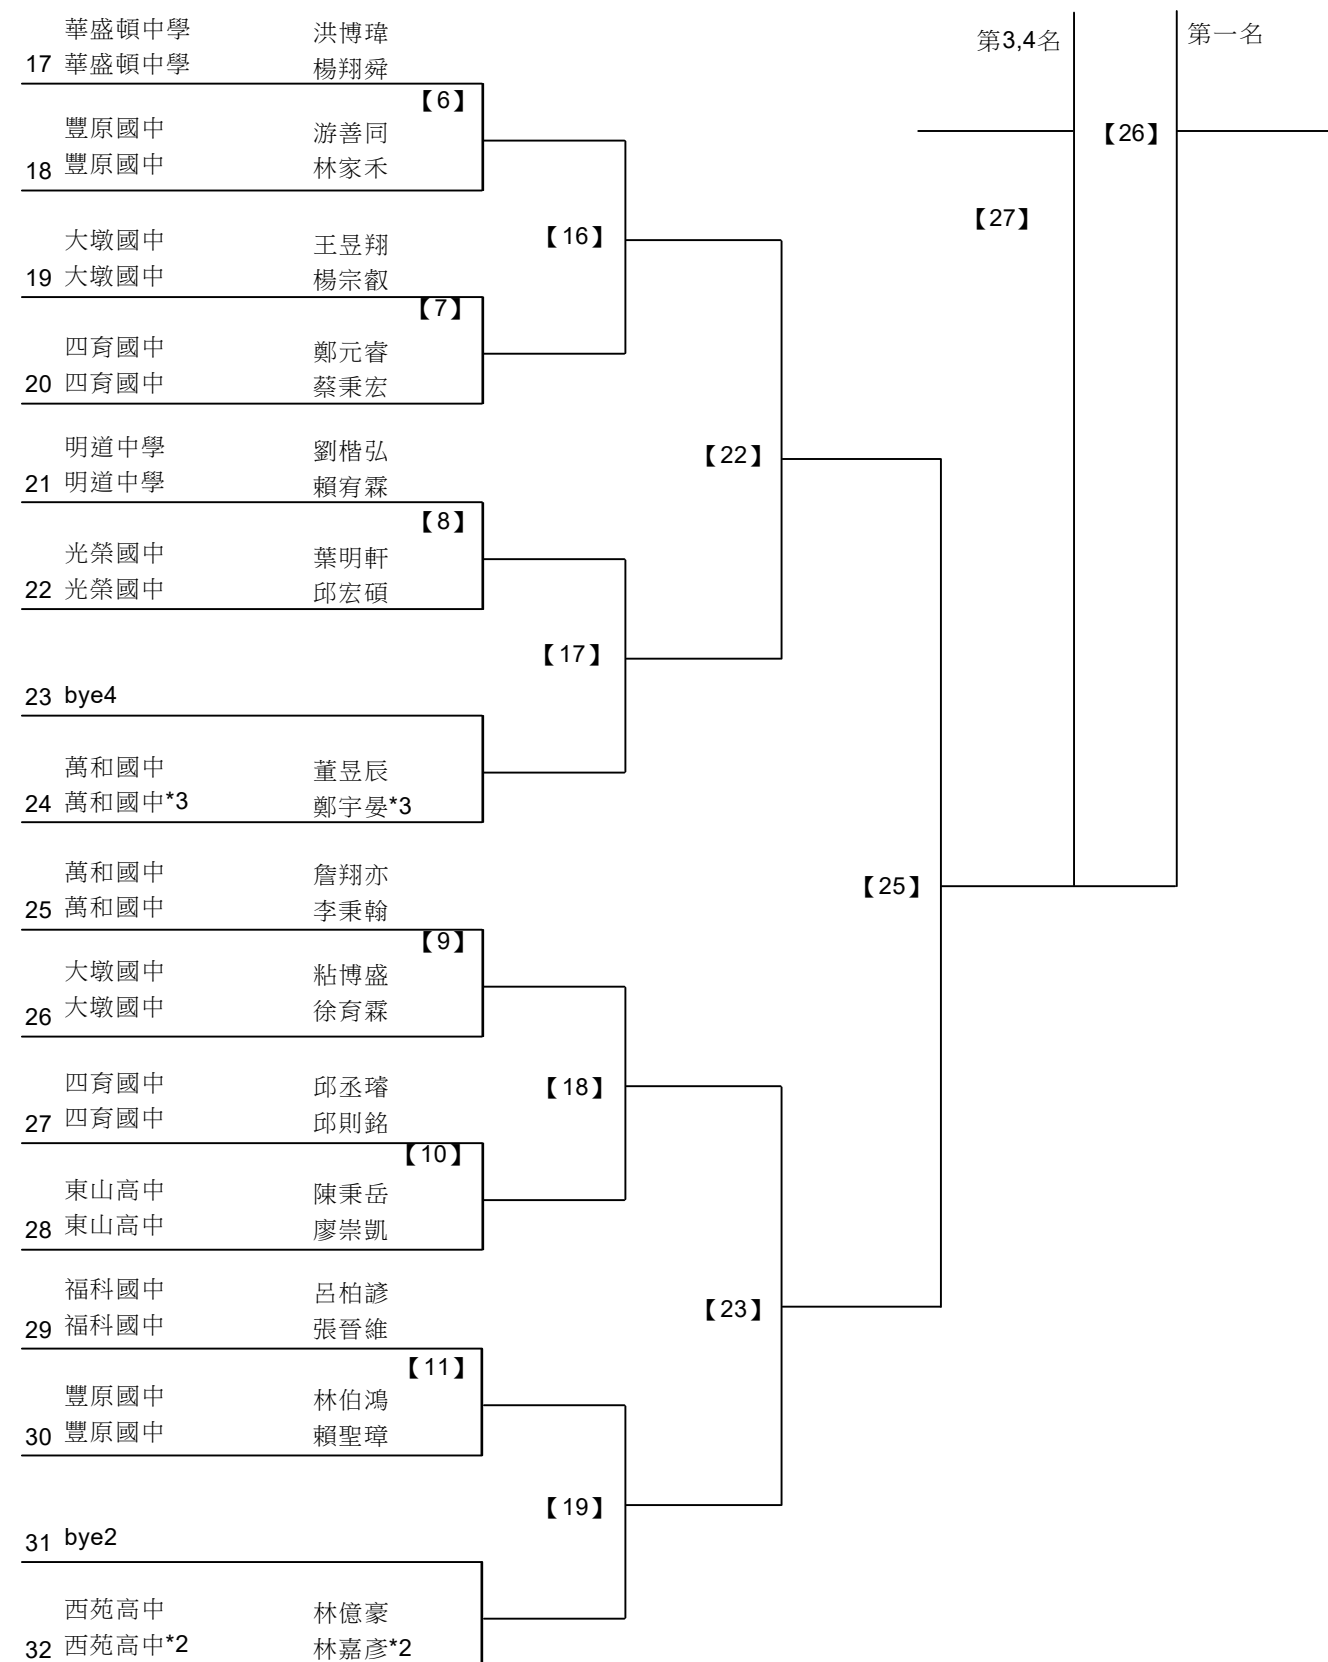 華盛頓中學 洪博瑋
17 華盛頓中學 楊翔舜
【6】
豐原國中 游善同
18 豐原國中 林家禾
【16】
大墩國中 王昱翔
19 大墩國中 楊宗叡
【7】
四育國中 鄭元睿
20 四育國中 蔡秉宏
【22】
明道中學 劉楷弘
21 明道中學 賴宥霖
【8】
光榮國中 葉明軒
22 光榮國中 邱宏碩
【17】
23 bye4
萬和國中 董昱辰
24 萬和國中*3 鄭宇晏*3
【25】
萬和國中 詹翔亦
25 萬和國中 李秉翰
【9】
大墩國中 粘博盛
26 大墩國中 徐育霖
【18】
四育國中 邱丞璿
27 四育國中 邱則銘
【10】
東山高中 陳秉岳
28 東山高中 廖崇凱
【23】
福科國中 呂柏諺
29 福科國中 張晉維
【11】
豐原國中 林伯鴻
30 豐原國中 賴聖璋
【19】
31 bye2
西苑高中 林億豪
32 西苑高中*2 林嘉彥*2
第3,4名
第一名
【26】
【27】